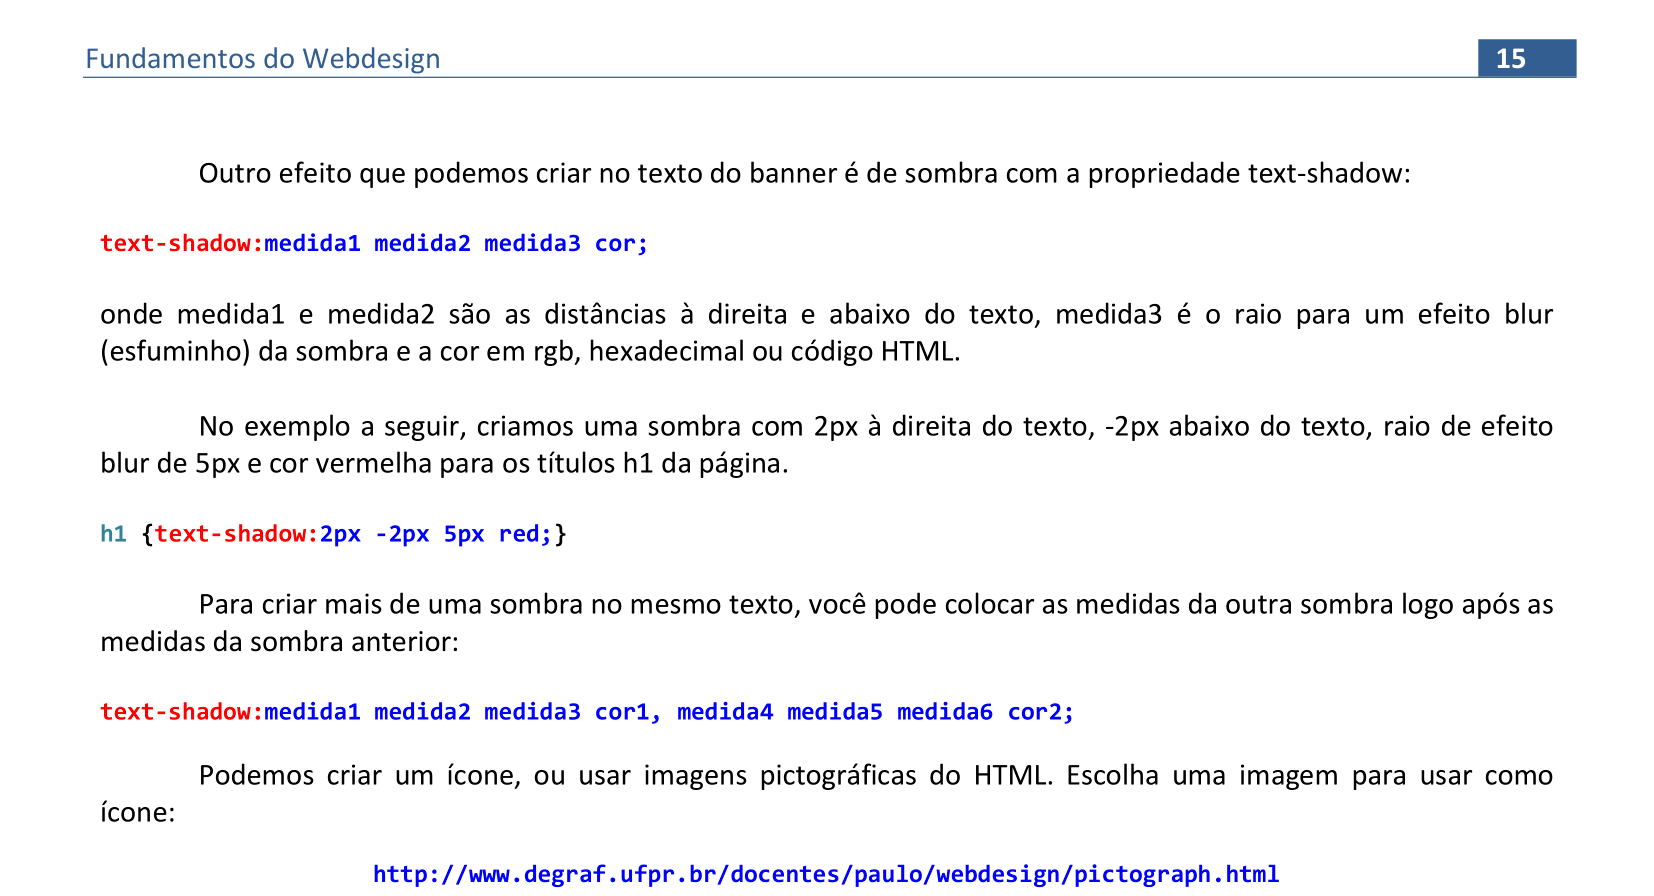 Fundamentos do Webdesign 15
Outro efeito que podemos criar no texto do banner é de sombra com a propriedade text-shadow:
text-shadow:medida1 medida2 medida3 cor;
onde medida1 e medida2 são as distâncias à direita e abaixo do texto, medida3 é o raio para um efeito blur
(esfuminho) da sombra e a cor em rgb, hexadecimal ou código HTML.
No exemplo a seguir, criamos uma sombra com 2px à direita do texto, -2px abaixo do texto, raio de efeito
blur de 5px e cor vermelha para os títulos h1 da página.
h1 {text-shadow:2px -2px 5px red;}
Para criar mais de uma sombra no mesmo texto, você pode colocar as medidas da outra sombra logo após as
medidas da sombra anterior:
text-shadow:medida1 medida2 medida3 cor1, medida4 medida5 medida6 cor2;
Podemos criar um ícone, ou usar imagens pictográficas do HTML. Escolha uma imagem para usar como
ícone:
http://www.degraf.ufpr.br/docentes/paulo/webdesign/pictograph.html